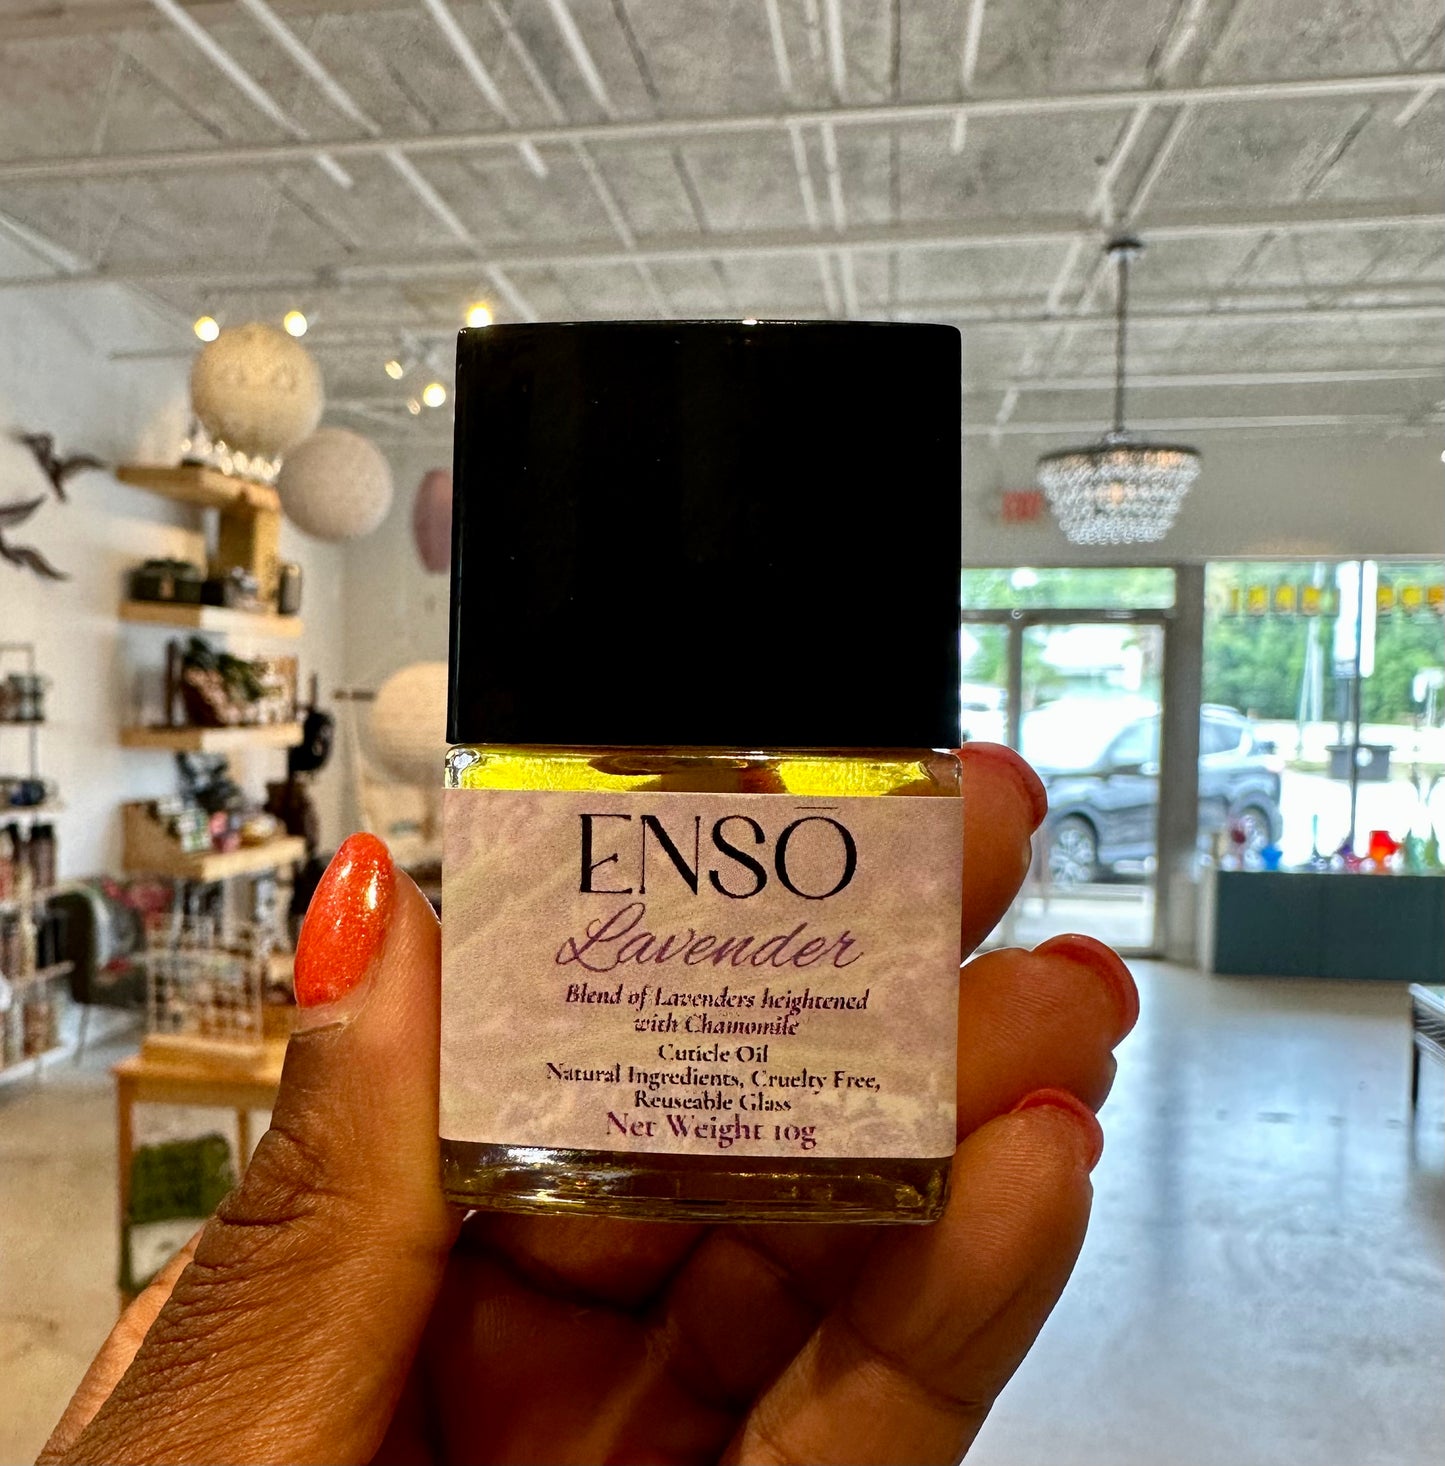 ENSŌ
Lavender
Blend of Lavenders heightened
with Chamomile
Cuticle Oil
Natural Ingredients, Cruelty Free,
Reuseable Glass
Net Weight 10g